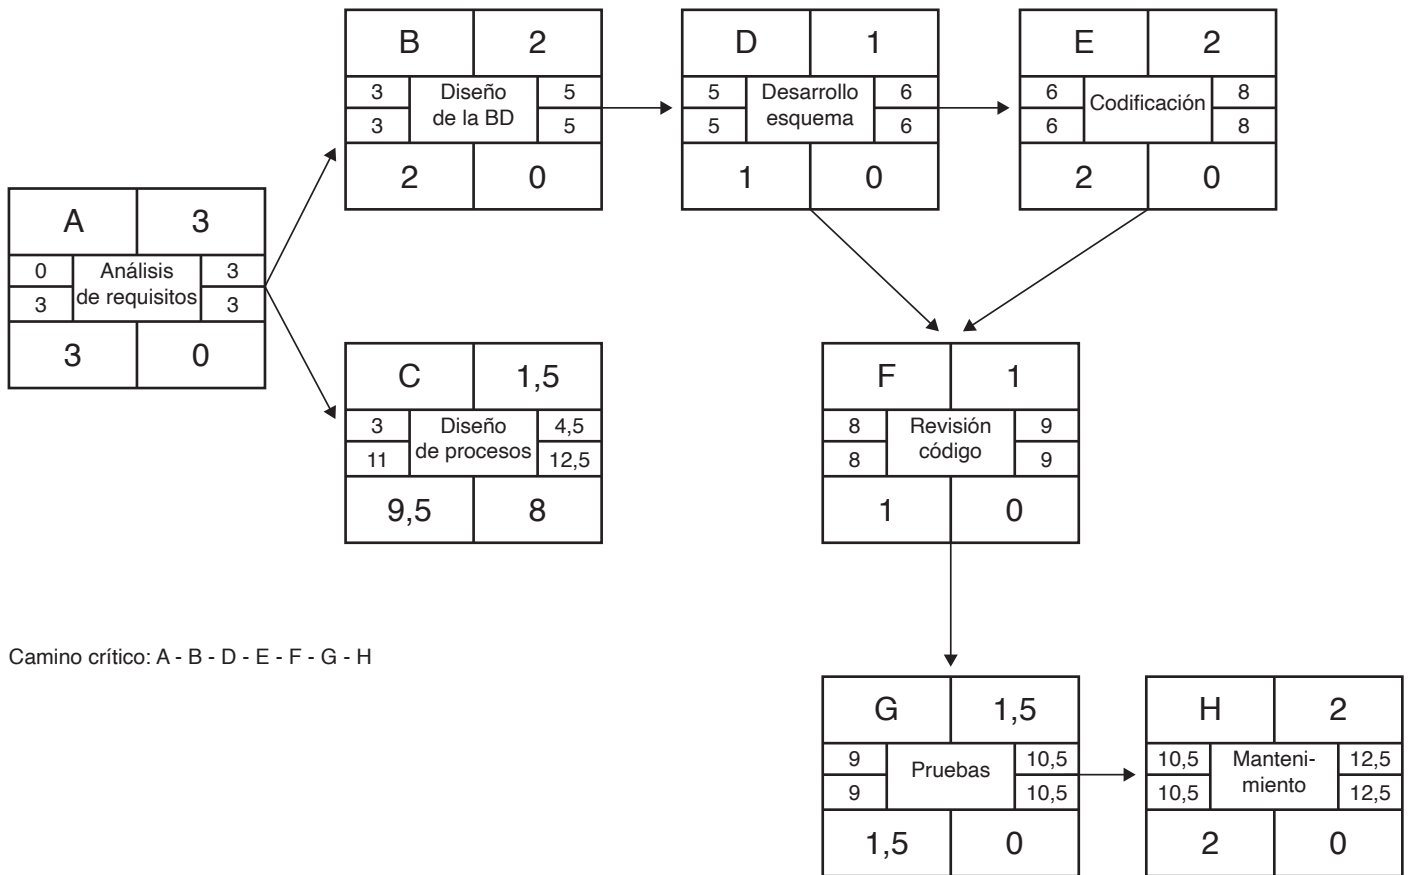 B 2
3 Diseño 5
3 de la BD 5
2 0
D 1
5 Desarrollo 6
5 esquema 6
1 0
E 2
6 Codificación 8
6 8
2 0
A 3
0 Análisis 3
3 de requisitos 3
3 0
C 1,5
3 Diseño 4,5
11 de procesos 12,5
9,5 8
F 1
8 Revisión 9
8 código 9
1 0
Camino crítico: A - B - D - E - F - G - H
G 1,5
9 Pruebas 10,5
9 10,5
1,5 0
H 2
10,5 Manteni- 12,5
10,5 miento 12,5
2 0